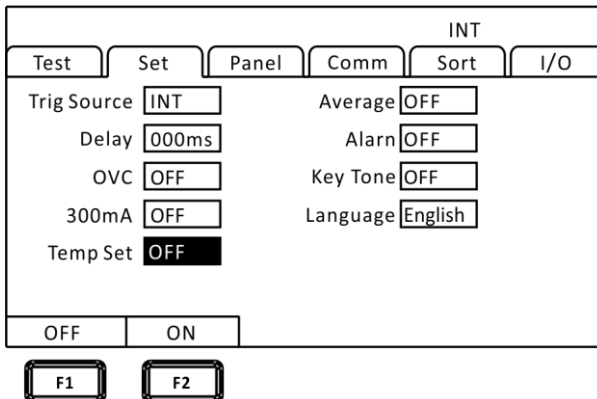 INT
Test Set Panel Comm Sort I/O
Trig Source INT Average OFF
Delay 000ms Alarn OFF
OVC OFF Key Tone OFF
300mA OFF Language English
Temp Set OFF
OFF ON
F1 F2